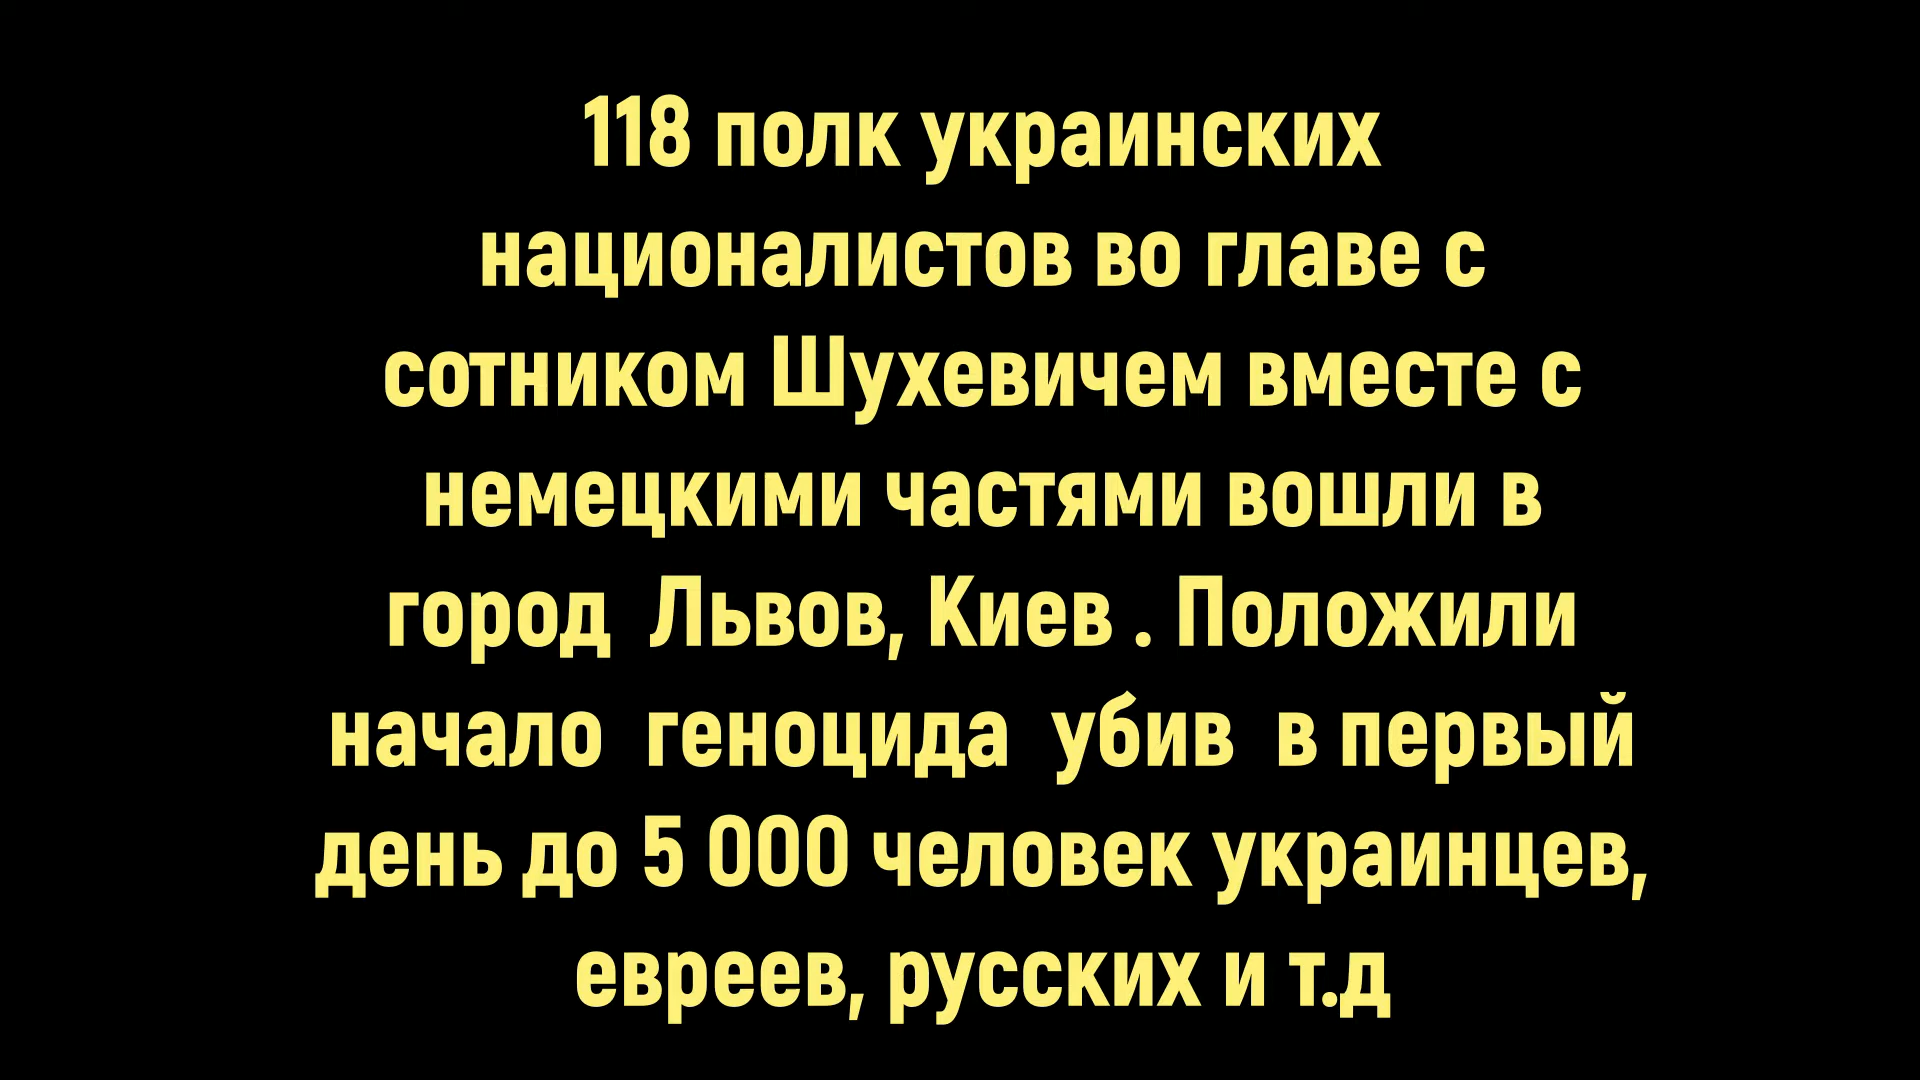 118 полк украинских
националистов во главе с
сотником Шухевичем вместе с
немецкими частями вошли в
город  Львов, Киев . Положили
начало  геноцида  убив  в первый
день до 5 000 человек украинцев,
евреев, русских и т.д